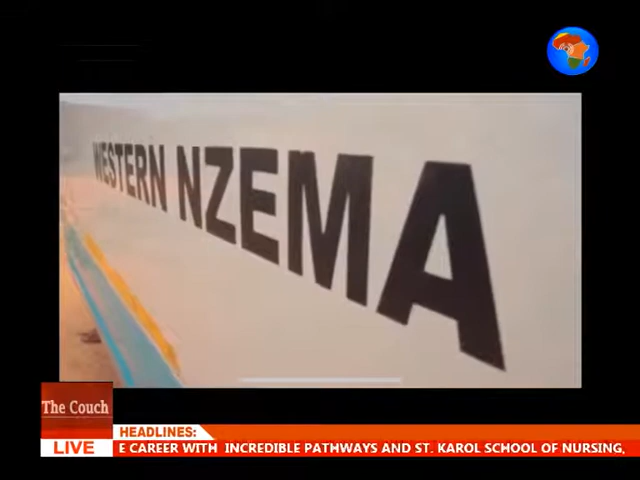 WESTERN NZEMA
The Couch
LIVE
HEADLINES:
E CAREER WITH INCREDIBLE PATHWAYS AND ST. KAROL SCHOOL OF NURSING,